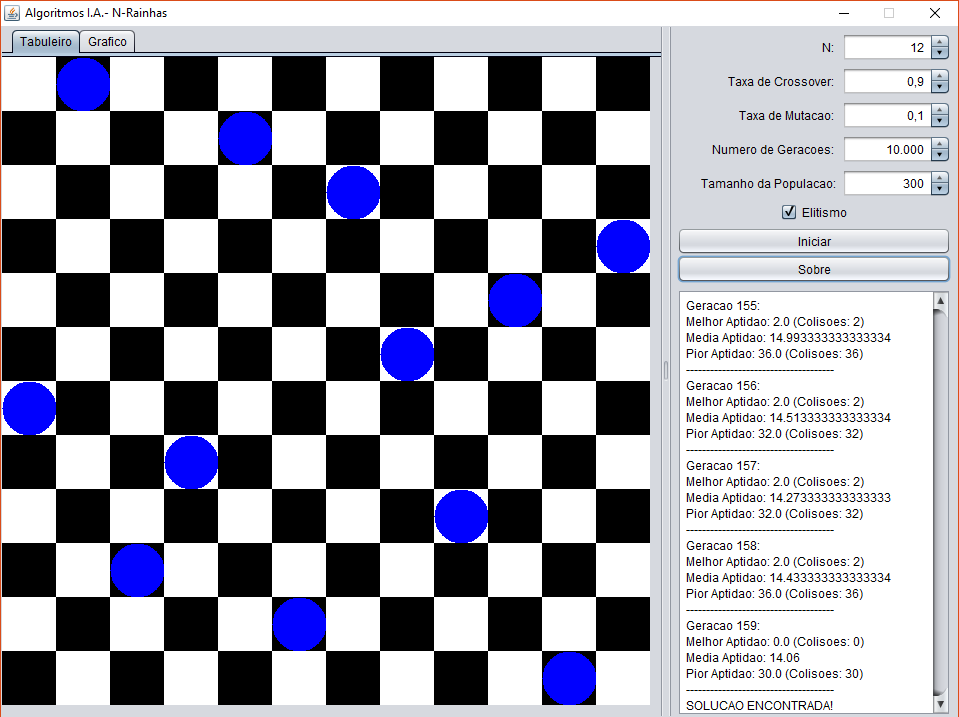 Algoritmos I.A.- N-Rainhas
Tabuleiro
Grafico
N: 12
Taxa de Crossover: 0,9
Taxa de Mutacao: 0,1
Numero de Geracoes: 10.000
Tamanho da Populacao: 300
Elitismo
Iniciar
Sobre
Geracao 155:
Melhor Aptidao: 2.0 (Colisoes: 2)
Media Aptidao: 14.993333333333334
Pior Aptidao: 36.0 (Colisoes: 36)
-------------------------------------
Geracao 156:
Melhor Aptidao: 2.0 (Colisoes: 2)
Media Aptidao: 14.513333333333334
Pior Aptidao: 32.0 (Colisoes: 32)
-------------------------------------
Geracao 157:
Melhor Aptidao: 2.0 (Colisoes: 2)
Media Aptidao: 14.273333333333333
Pior Aptidao: 32.0 (Colisoes: 32)
-------------------------------------
Geracao 158:
Melhor Aptidao: 2.0 (Colisoes: 2)
Media Aptidao: 14.433333333333334
Pior Aptidao: 36.0 (Colisoes: 36)
-------------------------------------
Geracao 159:
Melhor Aptidao: 0.0 (Colisoes: 0)
Media Aptidao: 14.06
Pior Aptidao: 30.0 (Colisoes: 30)
-------------------------------------
SOLUCAO ENCONTRADA!